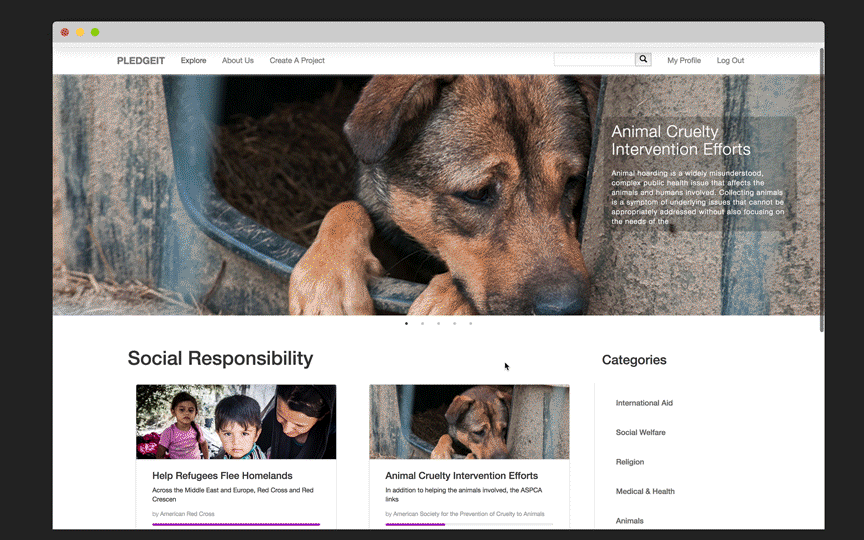 PLEDGEIT Explore About Us Create A Project My Profile Log Out
Animal Cruelty
Intervention Efforts
Animal hoarding is a widely misunderstood,
complex public health issue that affects the
animals and humans involved. Collecting animals
is a symptom of underlying issues that cannot be
appropriately addressed without also focusing on
the needs of the
Social Responsibility
Categories
Help Refugees Flee Homelands
Across the Middle East and Europe, Red Cross and Red
Crescen
by American Red Cross
Animal Cruelty Intervention Efforts
In addition to helping the animals involved, the ASPCA
links
by American Society for the Prevention of Cruelty to Animals
International Aid
Social Welfare
Religion
Medical & Health
Animals